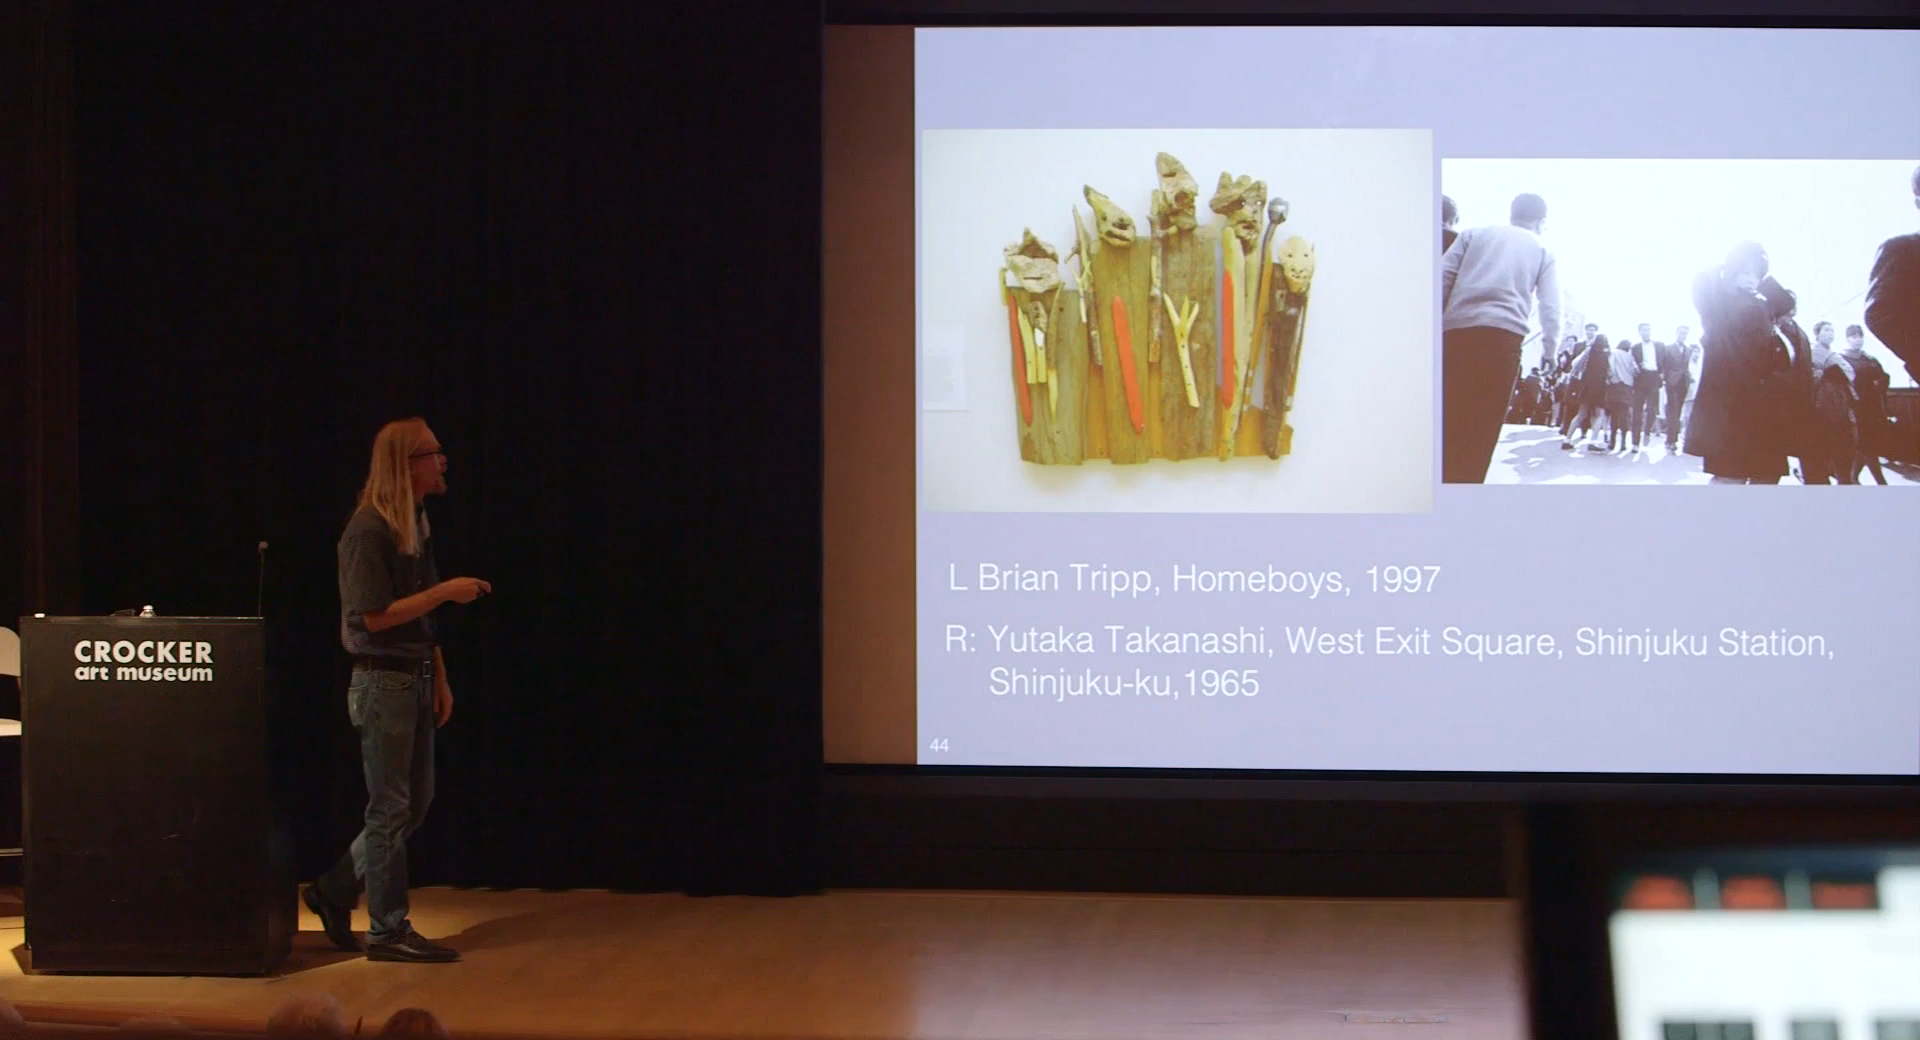 CROCKER
art museum
L Brian Tripp, Homeboys, 1997
R: Yutaka Takanashi, West Exit Square, Shinjuku Station,
Shinjuku-ku,1965
44